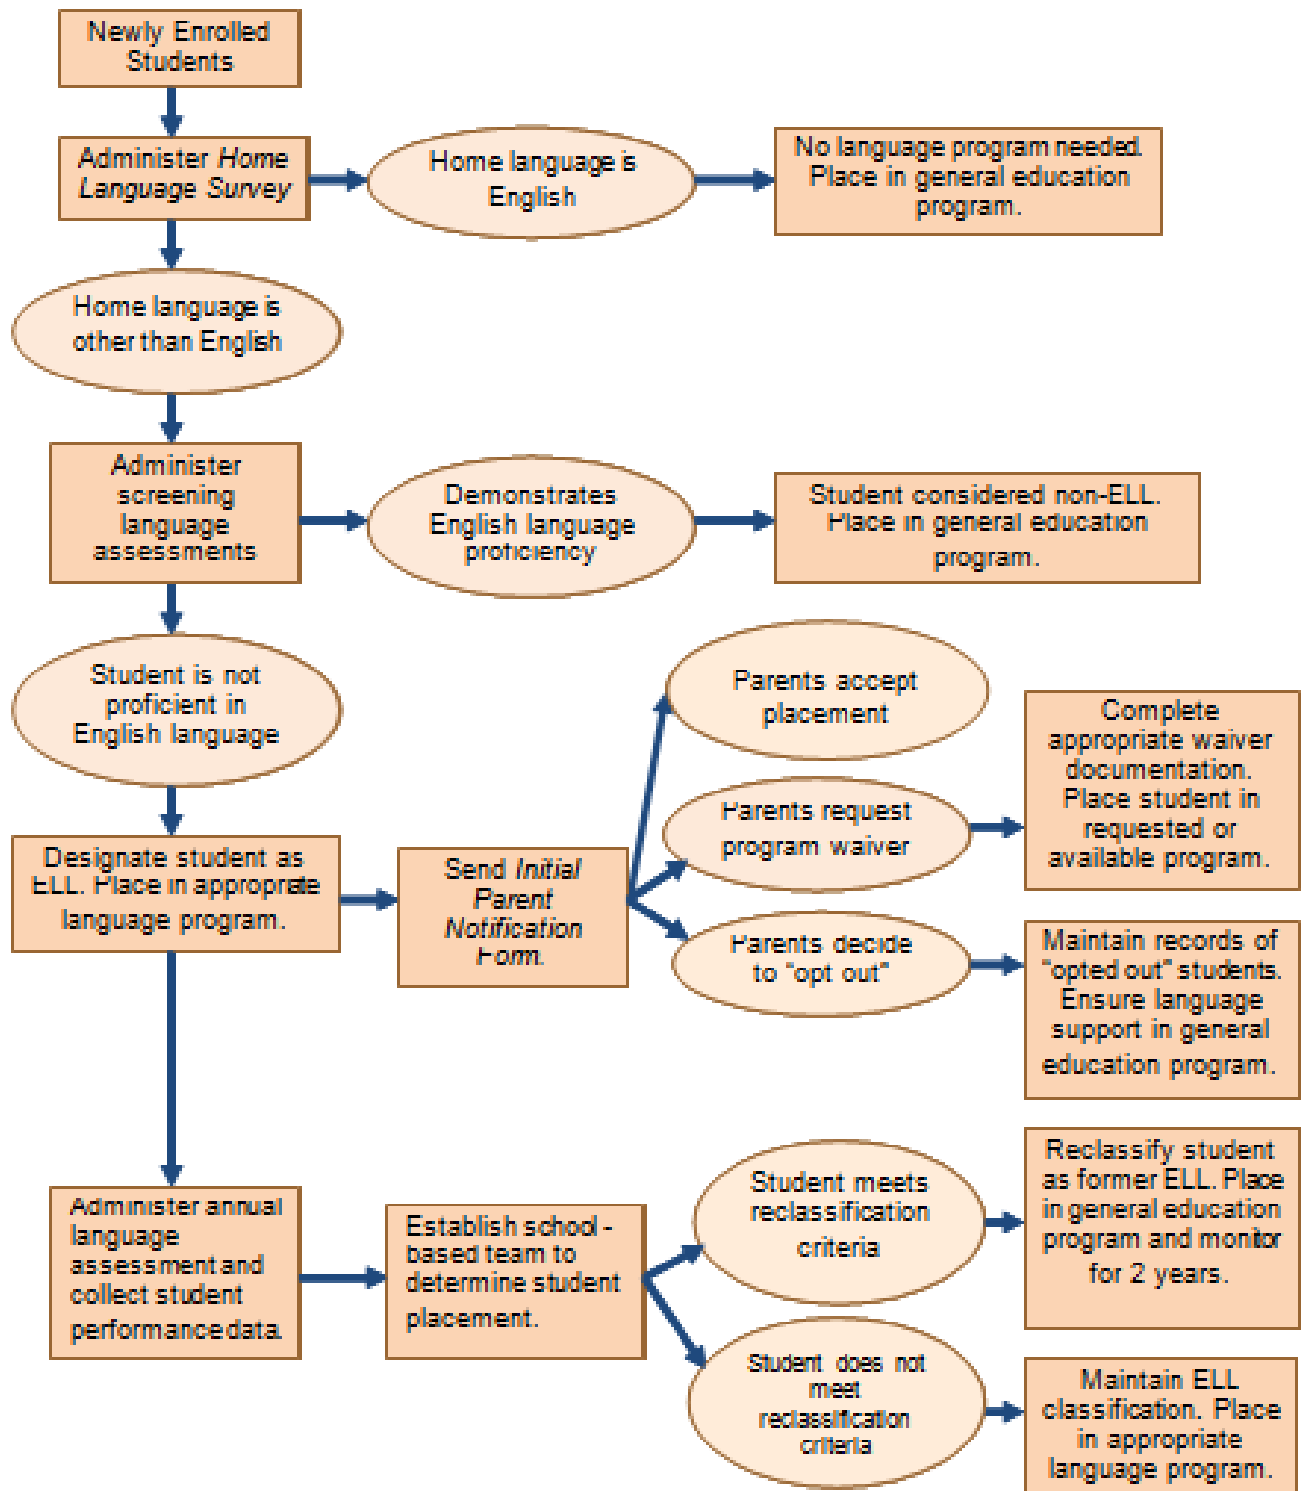 Newly Enrolled
Students
Administer Home
Language Survey
Home language is
English
No language program needed.
Place in general education
program.
Home language is
other than English
Administer
screening
language
assessments
Demonstrates
English language
proficiency
Student considered non-ELL.
Place in general education
program.
Student is not
proficient in
English language
Parents accept
placement
Complete
appropriate waiver
documentation.
Place student in
requested or
available program.
Parents request
program waiver
Designate student as
ELL. Place in appropriate
language program.
Send Initial
Parent
Notification
Form.
Parents decide
to "opt out"
Maintain records of
"opted out" students.
Ensure language
support in general
education program.
Administer annual
language
assessment and
collect student
performance data.
Establish school -
based team to
determine student
placement.
Student meets
reclassification
criteria
Reclassify student
as former ELL. Place
in general education
program and monitor
for 2 years.
Student does not
meet
reclassification
criteria
Maintain ELL
classification. Place
in appropriate
language program.